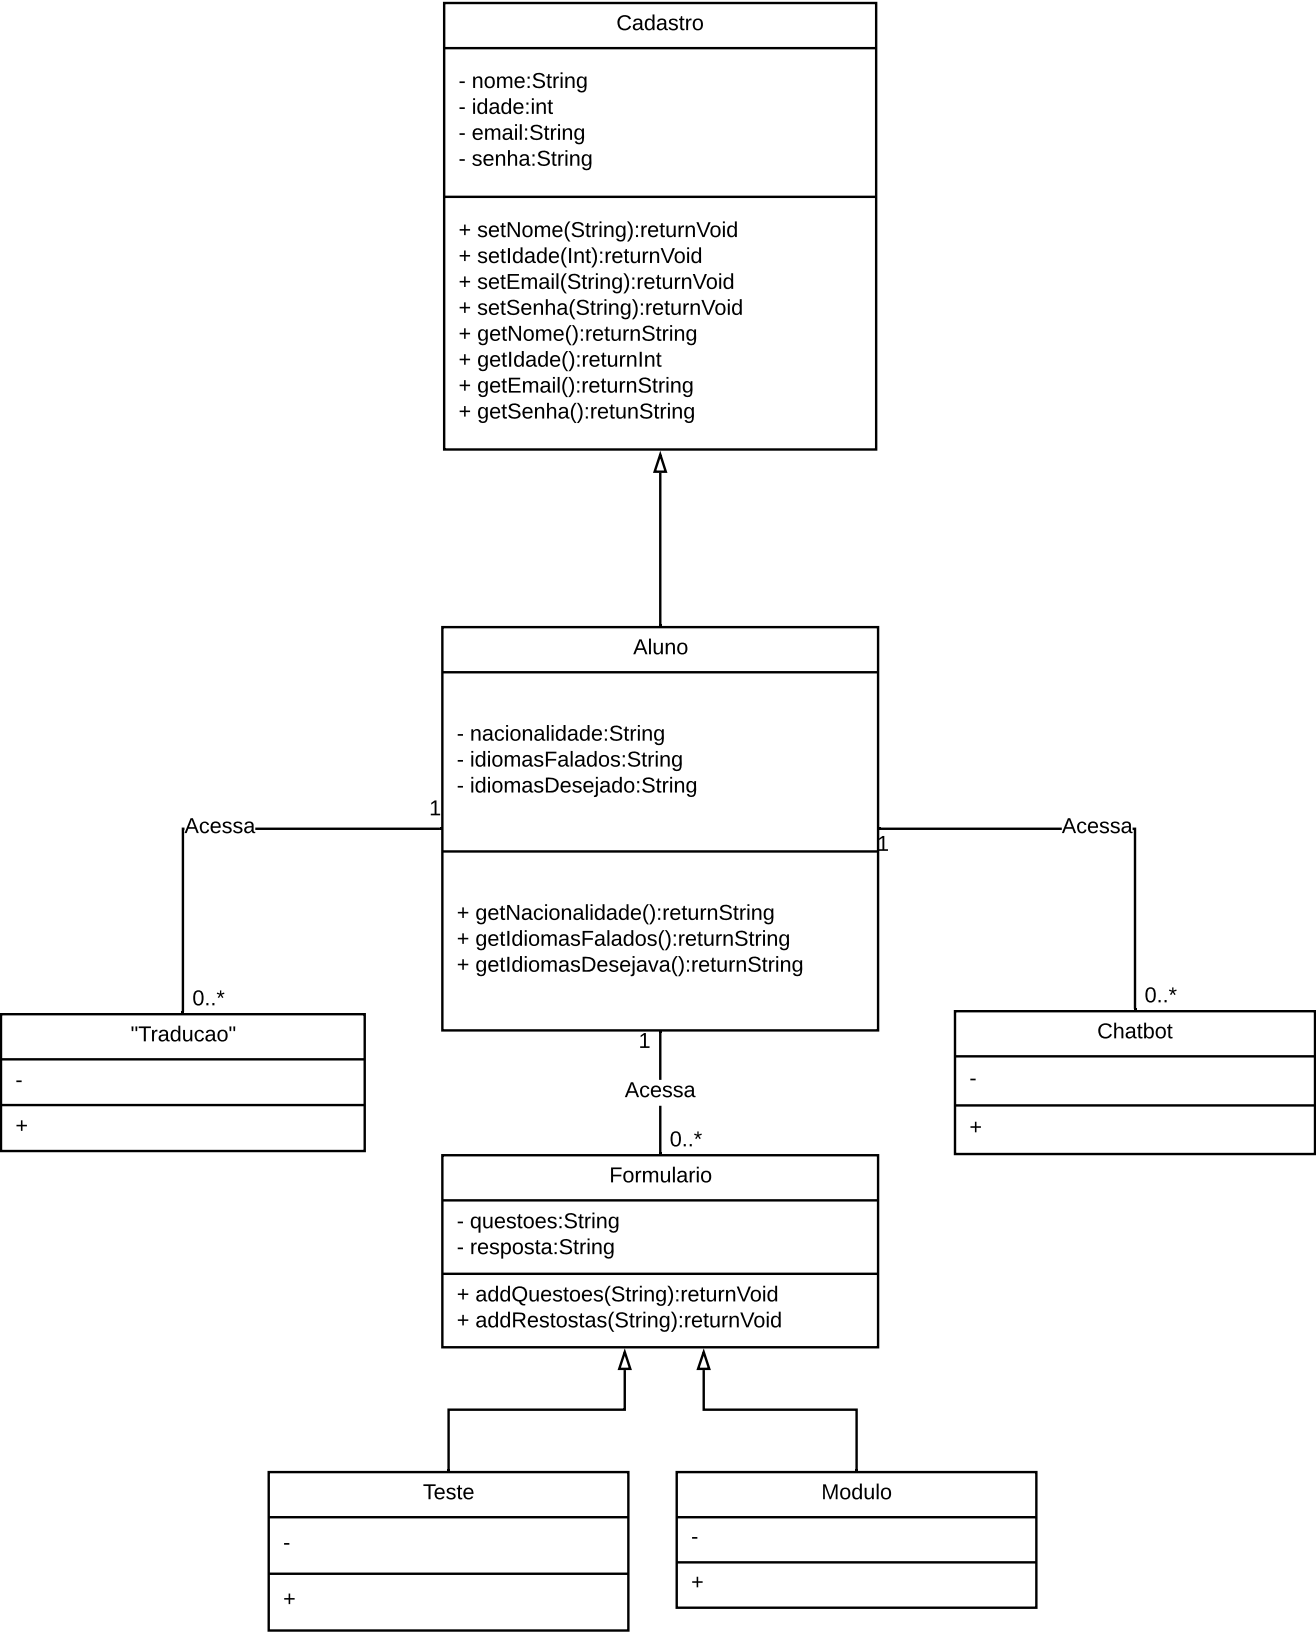 Cadastro
- nome:String
- idade:int
- email:String
- senha:String
+ setNome(String):returnVoid
+ setIdade(Int):returnVoid
+ setEmail(String):returnVoid
+ setSenha(String):returnVoid
+ getNome():returnString
+ getIdade():returnInt
+ getEmail():returnString
+ getSenha():retunString
Aluno
- nacionalidade:String
- idiomasFalados:String
- idiomasDesejado:String
+ getNacionalidade():returnString
+ getIdiomasFalados():returnString
+ getIdiomasDesejava():returnString
1
Acessa
0..*
"Traducao"
-
+
1
Acessa
0..*
Chatbot
-
+
1
Acessa
0..*
Formulario
- questoes:String
- resposta:String
+ addQuestoes(String):returnVoid
+ addRestostas(String):returnVoid
Teste
-
+
Modulo
-
+